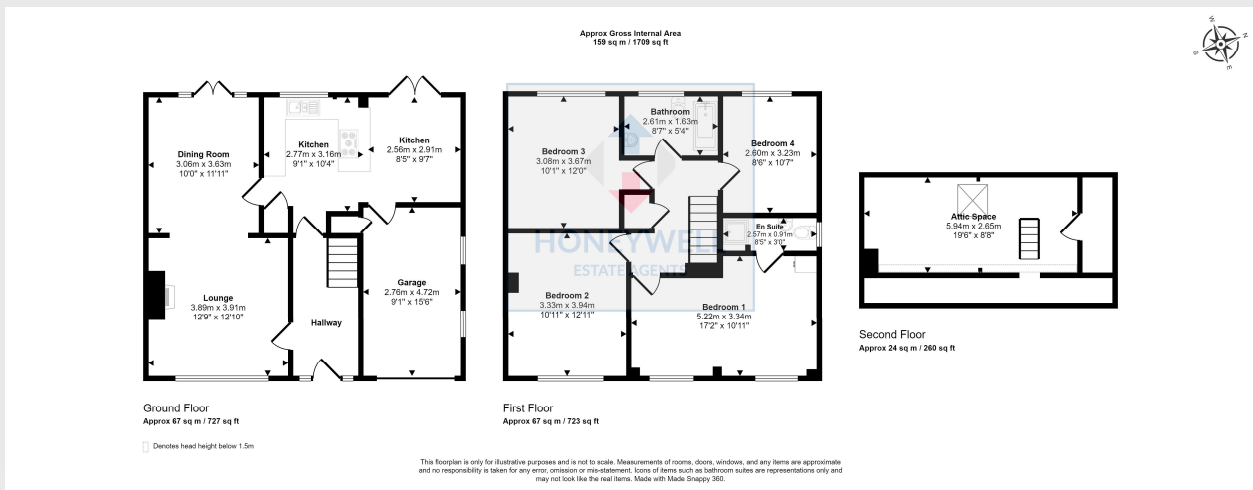 Approx Gross Internal Area
159 sq m / 1709 sq ft
W
N
S
E
Dining Room
3.06m x 3.63m
10'0" x 11'11"
Kitchen
2.77m x 3.16m
9'1" x 10'4"
Kitchen
2.56m x 2.91m
8'5" x 9'7"
Lounge
3.89m x 3.91m
12'9" x 12'10"
Hallway
Garage
2.76m x 4.72m
9'1" x 15'6"
Ground Floor
Approx 67 sq m / 727 sq ft
Denotes head height below 1.5m
Bedroom 3
3.08m x 3.67m
10'1" x 12'0"
Bathroom
2.61m x 1.63m
8'7" x 5'4"
Bedroom 4
2.60m x 3.23m
8'6" x 10'7"
En Suite
2.57m x 0.91m
8'5" x 3'0"
HONEYWELL
ESTATE AGENTS
Bedroom 2
3.33m x 3.94m
10'11" x 12'11"
Bedroom 1
5.22m x 3.34m
17'2" x 10'11"
First Floor
Approx 67 sq m / 723 sq ft
Attic Space
5.94m x 2.65m
19'6" x 8'8"
Second Floor
Approx 24 sq m / 260 sq ft
This floorplan is only for illustrative purposes and is not to scale. Measurements of rooms, doors, windows, and any items are approximate
and no responsibility is taken for any error, omission or mis-statement. Icons of items such as bathroom suites are representations only and
may not look like the real items. Made with Made Snappy 360.